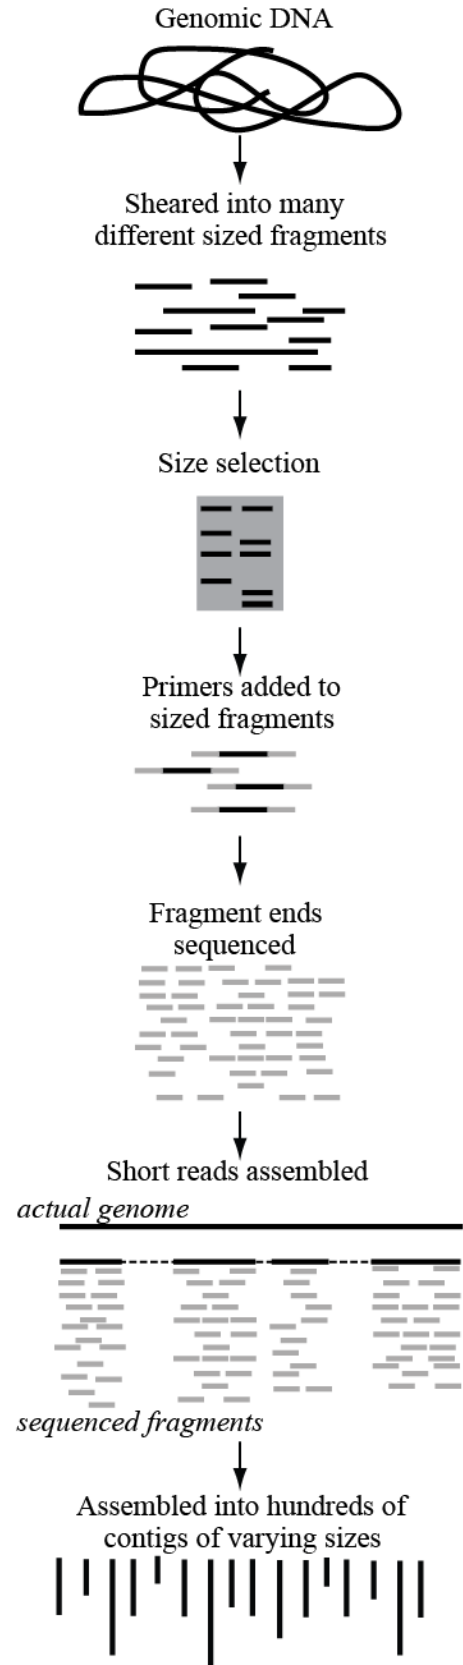 Genomic DNA
Sheared into many
different sized fragments
Size selection
Primers added to
sized fragments
Fragment ends
sequenced
Short reads assembled
actual genome
sequenced fragments
Assembled into hundreds of
contigs of varying sizes